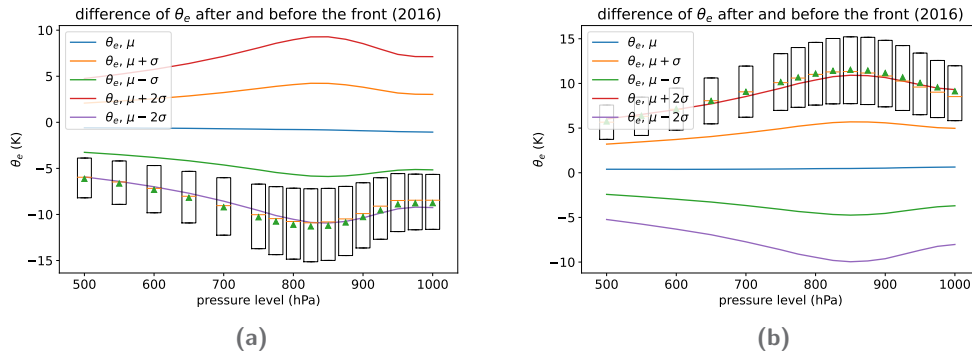 difference of θe after and before the front (2016)
θe, μ
θe, μ + σ
θe, μ − σ
θe, μ + 2σ
θe, μ − 2σ
10
5
0
−5
−10
−15
θe (K)
500
600
700
800
900
1000
pressure level (hPa)
(a)
difference of θe after and before the front (2016)
θe, μ
θe, μ + σ
θe, μ − σ
θe, μ + 2σ
θe, μ − 2σ
15
10
5
0
−5
−10
θe (K)
500
600
700
800
900
1000
pressure level (hPa)
(b)